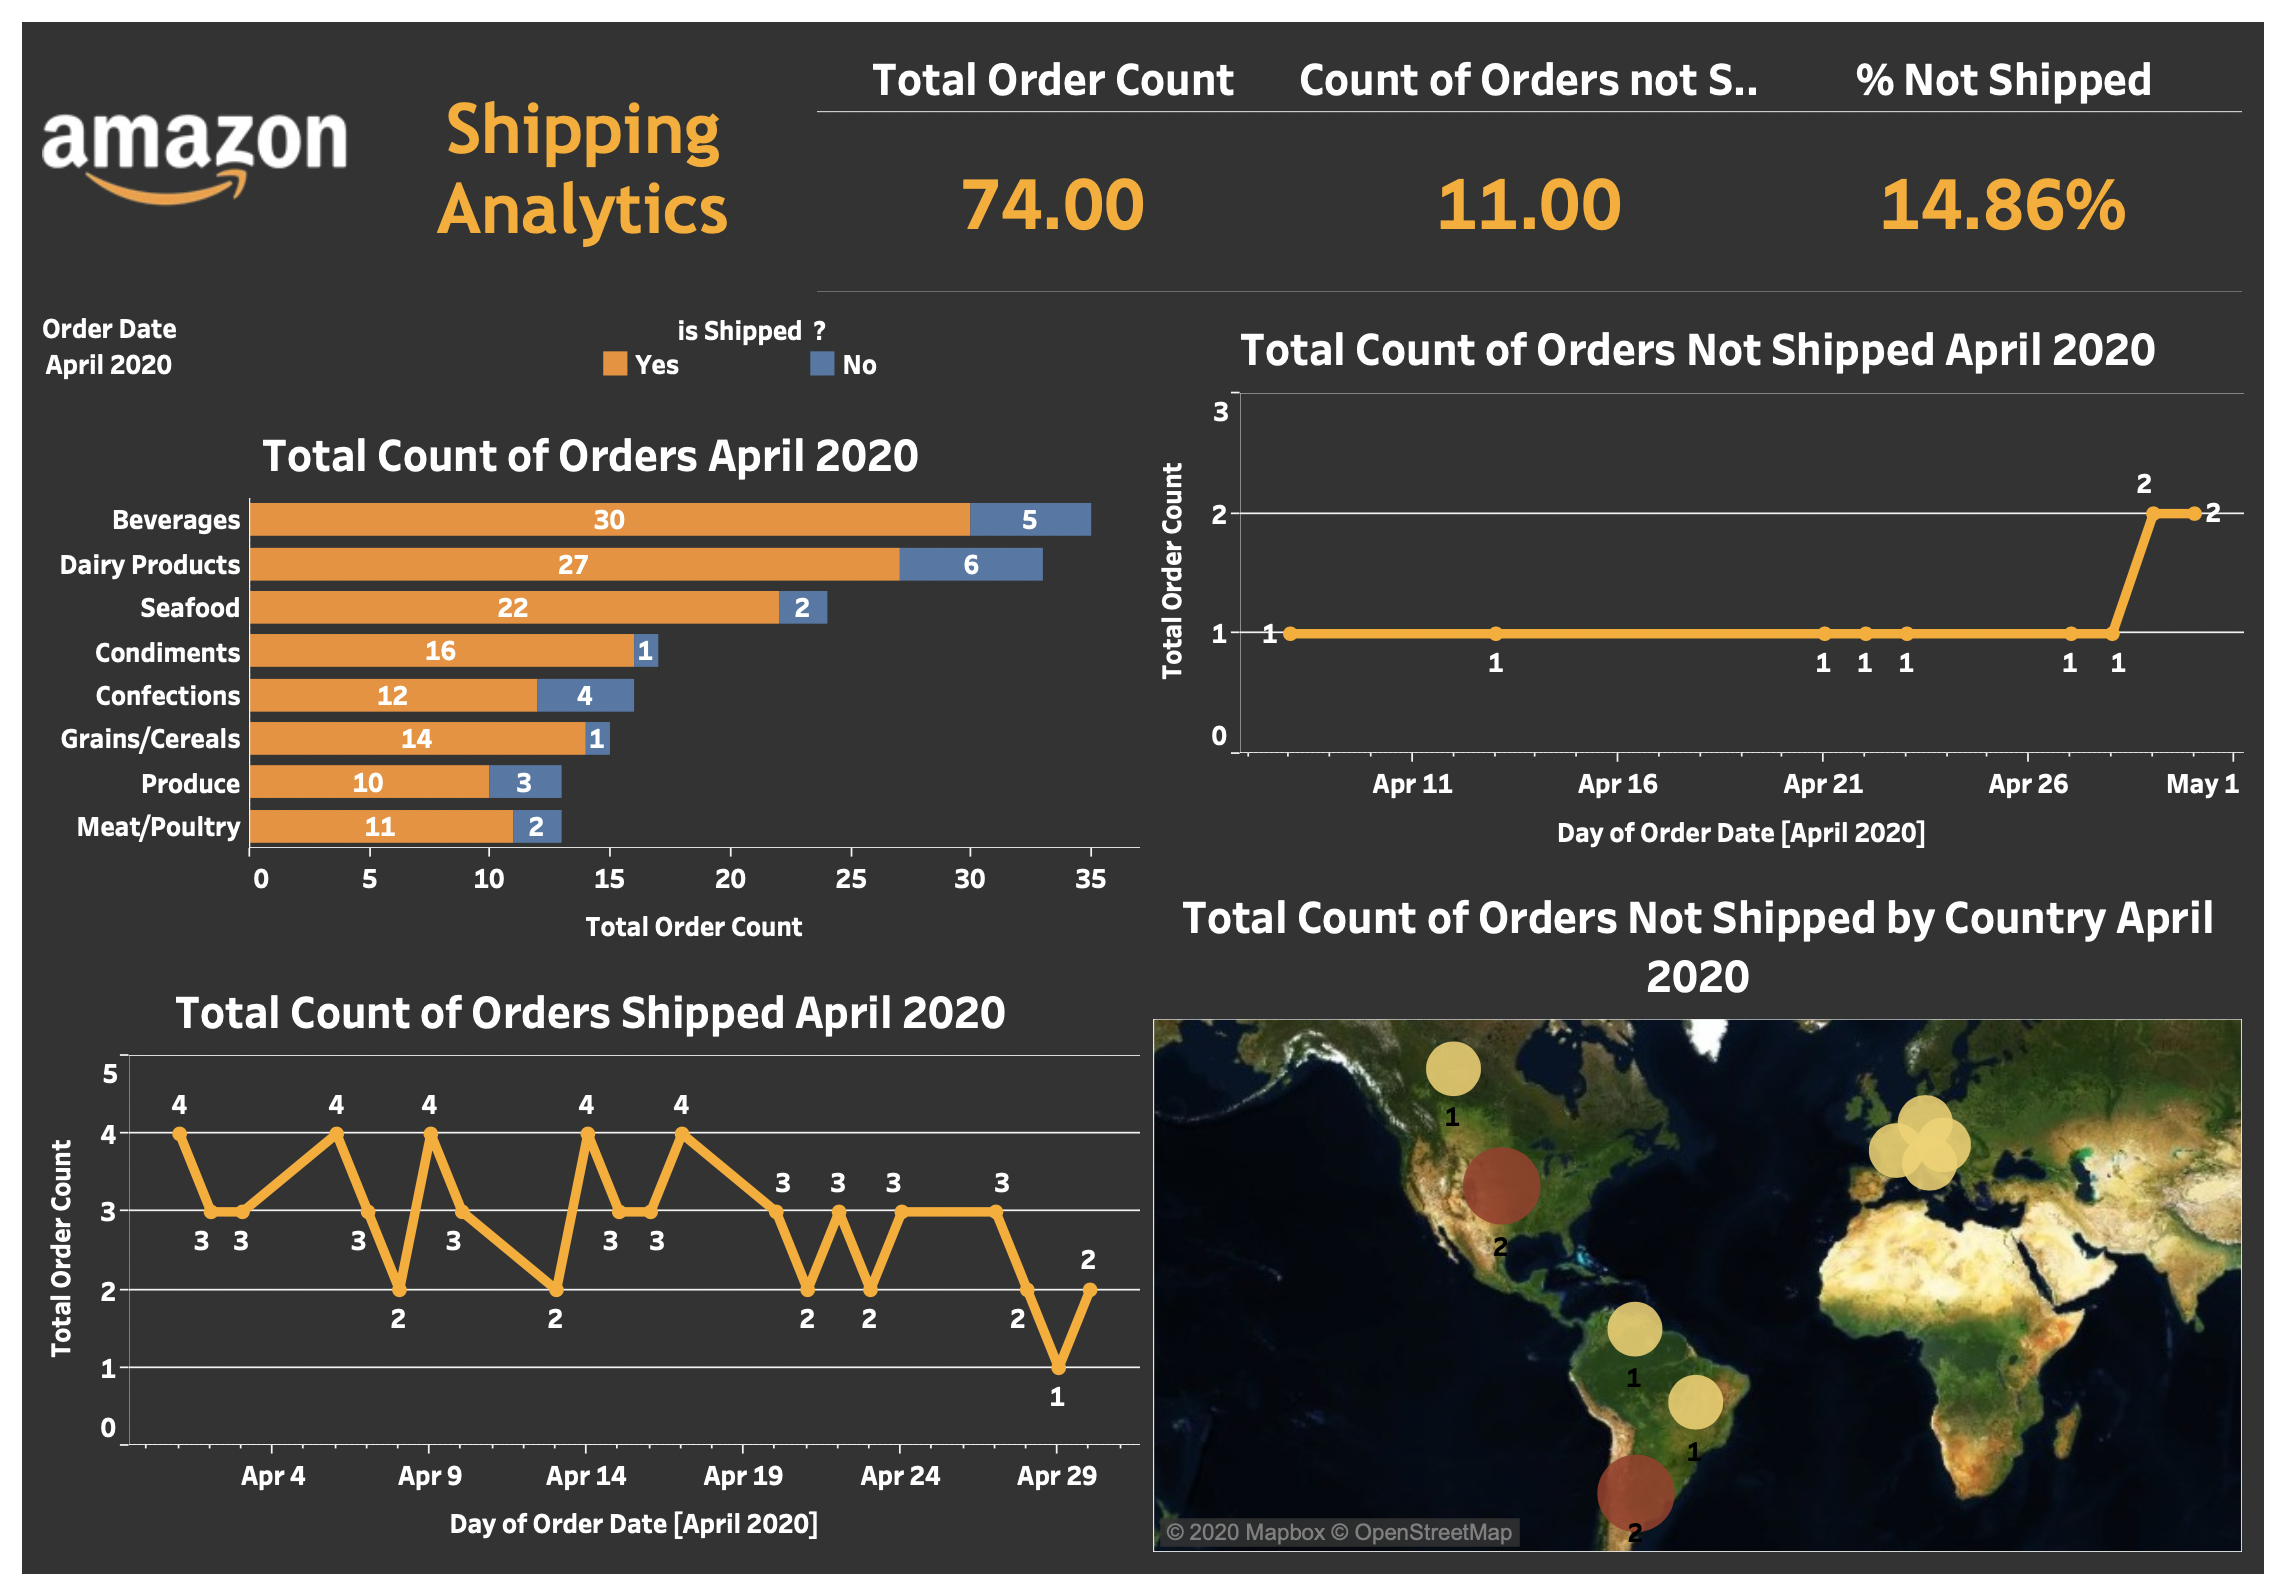 amazon
Shipping
Analytics
Total Order Count
Count of Orders not S..
% Not Shipped
74.00
11.00
14.86%
Order Date
April 2020
is Shipped ?
Yes
No
Total Count of Orders April 2020
Beverages 30 5
Dairy Products 27 6
Seafood 22 2
Condiments 16 1
Confections 12 4
Grains/Cereals 14 1
Produce 10 3
Meat/Poultry 11 2
0 5 10 15 20 25 30 35
Total Order Count
Total Count of Orders Not Shipped April 2020
Total Order Count
3
2
2
2
1
1
1 1 1 1 1 1
0
Apr 11 Apr 16 Apr 21 Apr 26 May 1
Day of Order Date [April 2020]
Total Count of Orders Shipped April 2020
Total Order Count
5
4 4 4 4 4
4
3 3 3 3
3
3 3 3 3 3 3
2
2
2 2 2 2 2
1
1
0
Apr 4 Apr 9 Apr 14 Apr 19 Apr 24 Apr 29
Day of Order Date [April 2020]
Total Count of Orders Not Shipped by Country April
2020
1
2
1
1
2
© 2020 Mapbox © OpenStreetMap